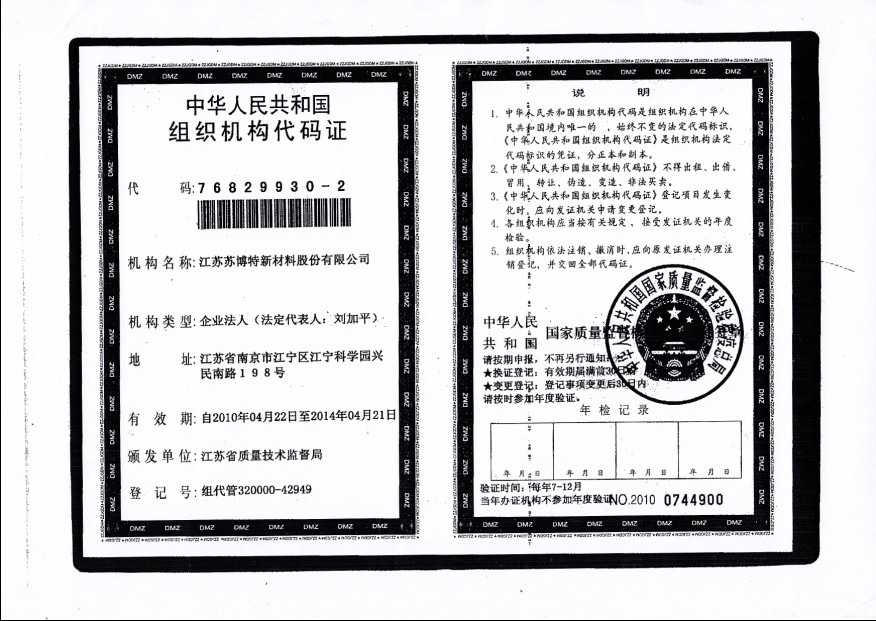 中华人民共和国
组织机构代码证
代 码:76829930-2
机构名称:江苏苏博特新材料股份有限公司
机构类型:企业法人(法定代表人:刘加平)
地 址:江苏省南京市江宁区江宁科学园兴
民南路198号
有 效 期:自2010年04月22日至2014年04月21日
颁发单位:江苏省质量技术监督局
登 记 号:组代管320000-42949
说 明
1. 中华人民共和国组织机构代码是组织机构在中华人
民共和国境内唯一的 、始终不变的法定代码标识,
《中华人民共和国组织机构代码证》是组织机构法定
代码标识的凭证,分正本和副本。
2.《中华人民共和国组织机构代码证》不得出租、出借、
冒用、转让、伪造、变造、非法买卖。
3.《中华人民共和国组织机构代码证》登记项目发生变
化时,应向发证机关申请变更登记。
4. 各组织机构应当按有关规定 、接受发证机关的年度
检验。
5. 组织机构依法注销、撤消时,应向原发证机关办理注
销登记,并交回全部代码证。
中华人民
共和国 国家质量监督
中华人民共和国国家质量监督检验检疫总局
请按期申报,不再另行通知:
★换证登记:有效期届满前30日
★变更登记:登记事项变更后30日内
请按时参加年度验证。
年检记录
年 月 日 年 月 日 年 月 日 年 月 日
验证时间:每年7-12月
当年办证机构不参加年度验证 NO.2010 0744900